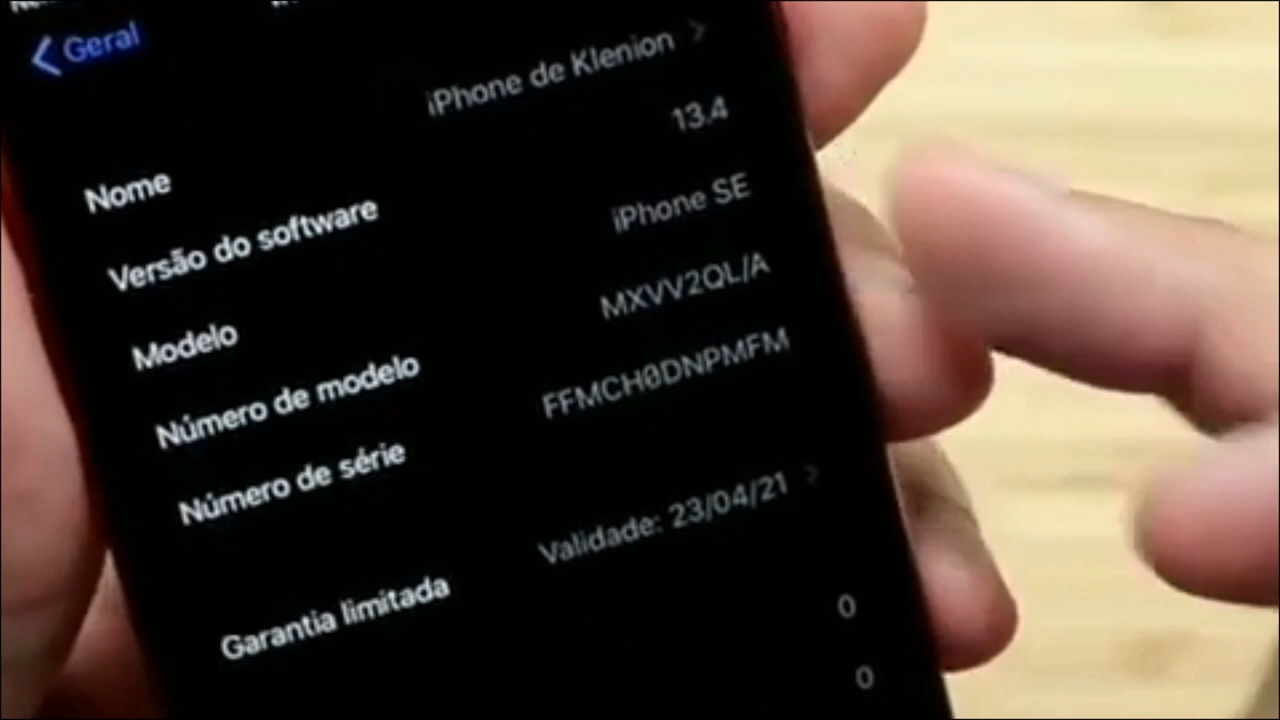 Geral
Nome iPhone de Klenion
Versão do software 13.4
Modelo iPhone SE
Número de modelo MXVV2QL/A
Número de série FFMCH0DNPMFM
Garantia limitada Validade: 23/04/21
0
0